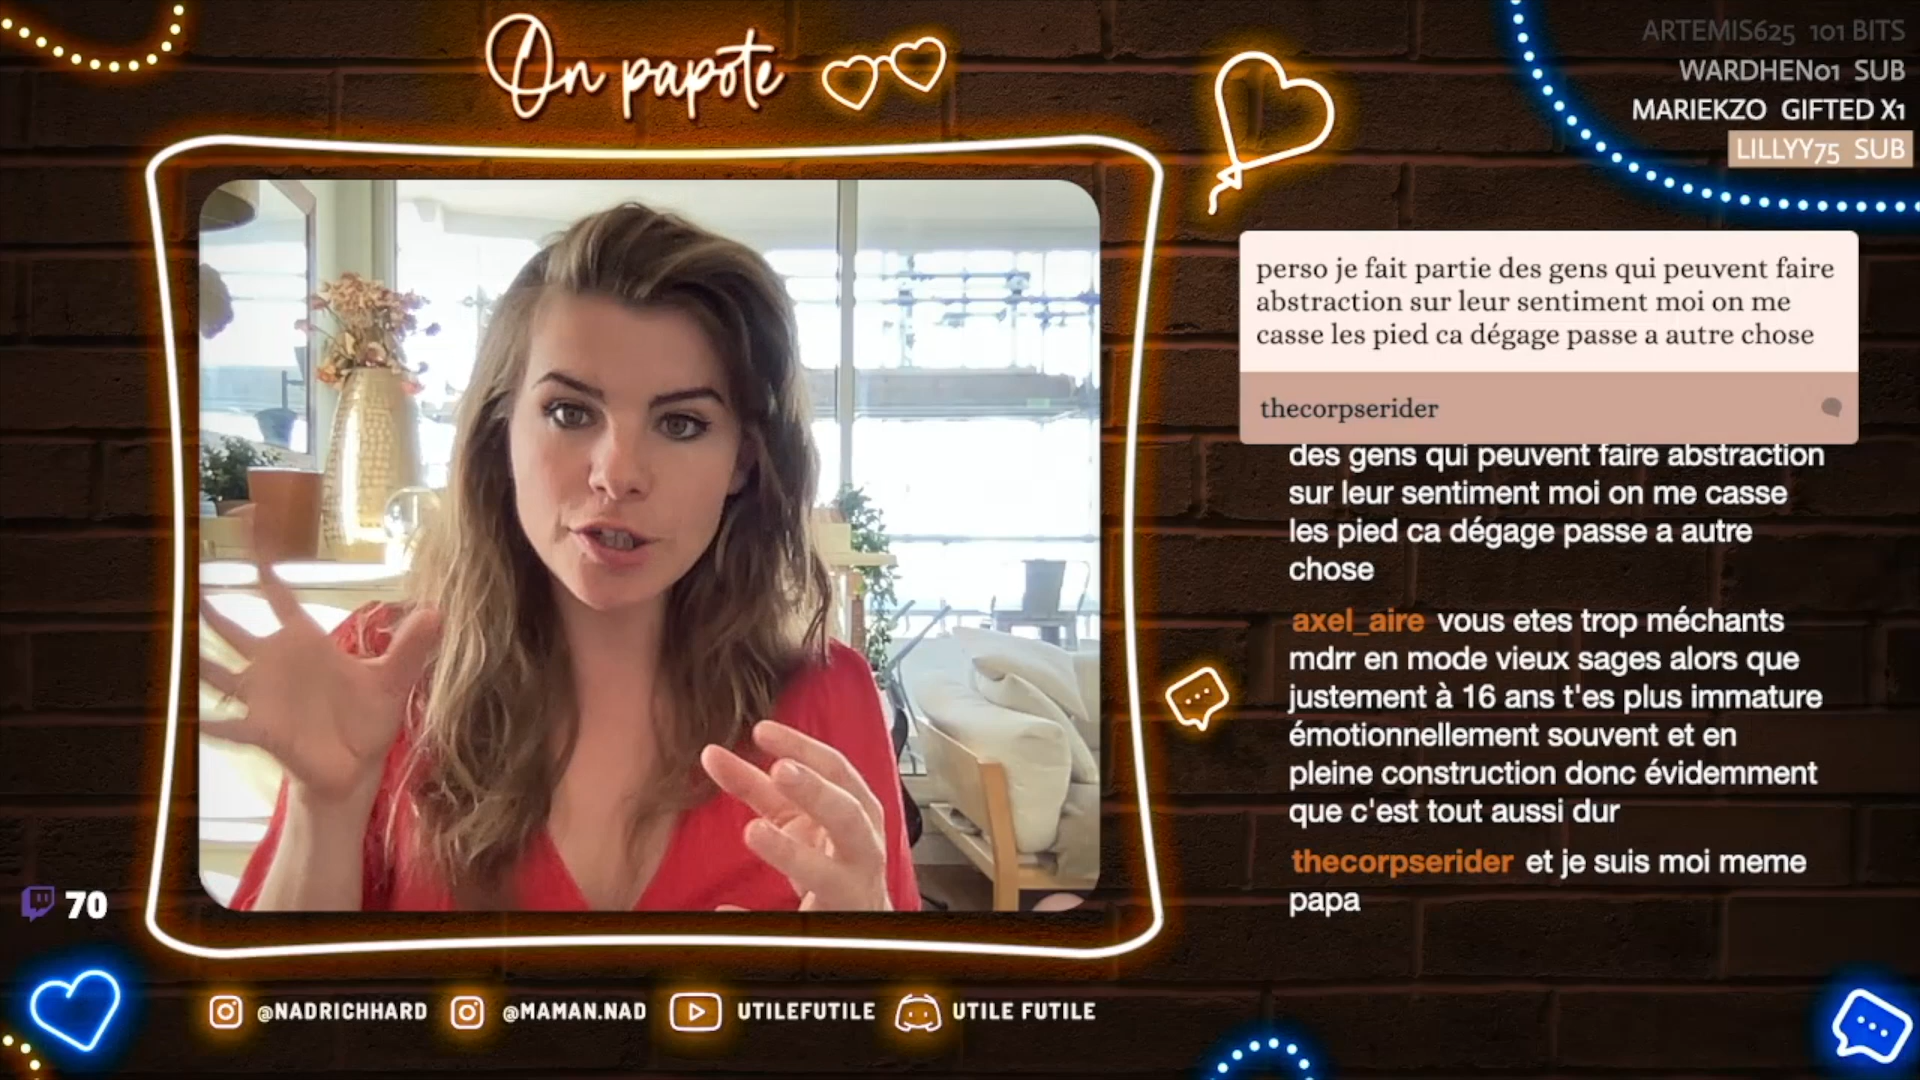 On papote
ARTEMIS625 101 BITS
WARDHEN01 SUB
MARIEKZO GIFTED X1
LILLYY75 SUB
perso je fait partie des gens qui peuvent faire
abstraction sur leur sentiment moi on me
casse les pied ca dégage passe a autre chose
thecorpserider
des gens qui peuvent faire abstraction
sur leur sentiment moi on me casse
les pied ca dégage passe a autre
chose
axel_aire vous etes trop méchants
mdrr en mode vieux sages alors que
justement à 16 ans t'es plus immature
émotionnellement souvent et en
pleine construction donc évidemment
que c'est tout aussi dur
thecorpserider et je suis moi meme
papa
70
@NADRICHHARD @MAMAN.NAD UTILEFUTILE UTILE FUTILE